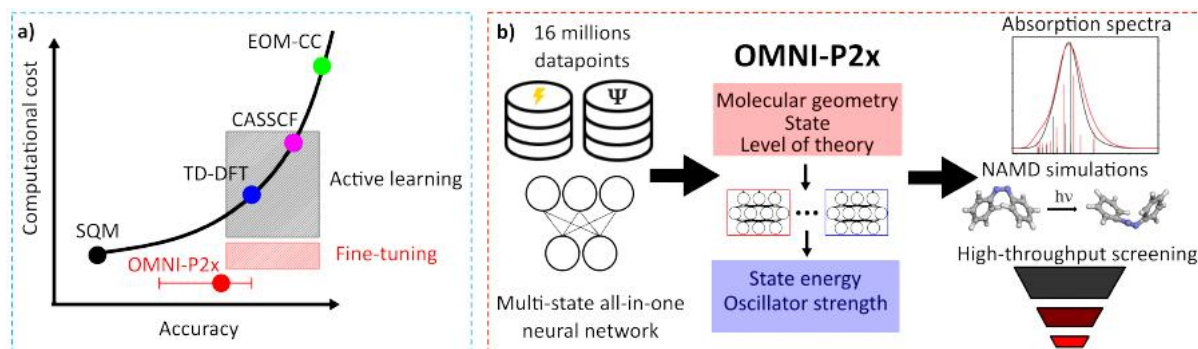 a)
Computational cost
EOM-CC
CASSCF
TD-DFT
Active learning
SQM
Fine-tuning
OMNI-P2x
Accuracy
b)
16 millions
datapoints
Ψ
Multi-state all-in-one
neural network
OMNI-P2x
Molecular geometry
State
Level of theory
State energy
Oscillator strength
Absorption spectra
NAMD simulations
hν
High-throughput screening